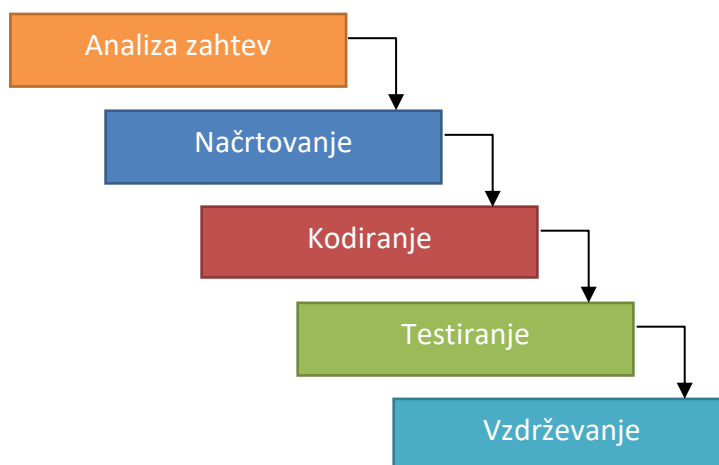 Analiza zahtev
Načrtovanje
Kodiranje
Testiranje
Vzdrževanje